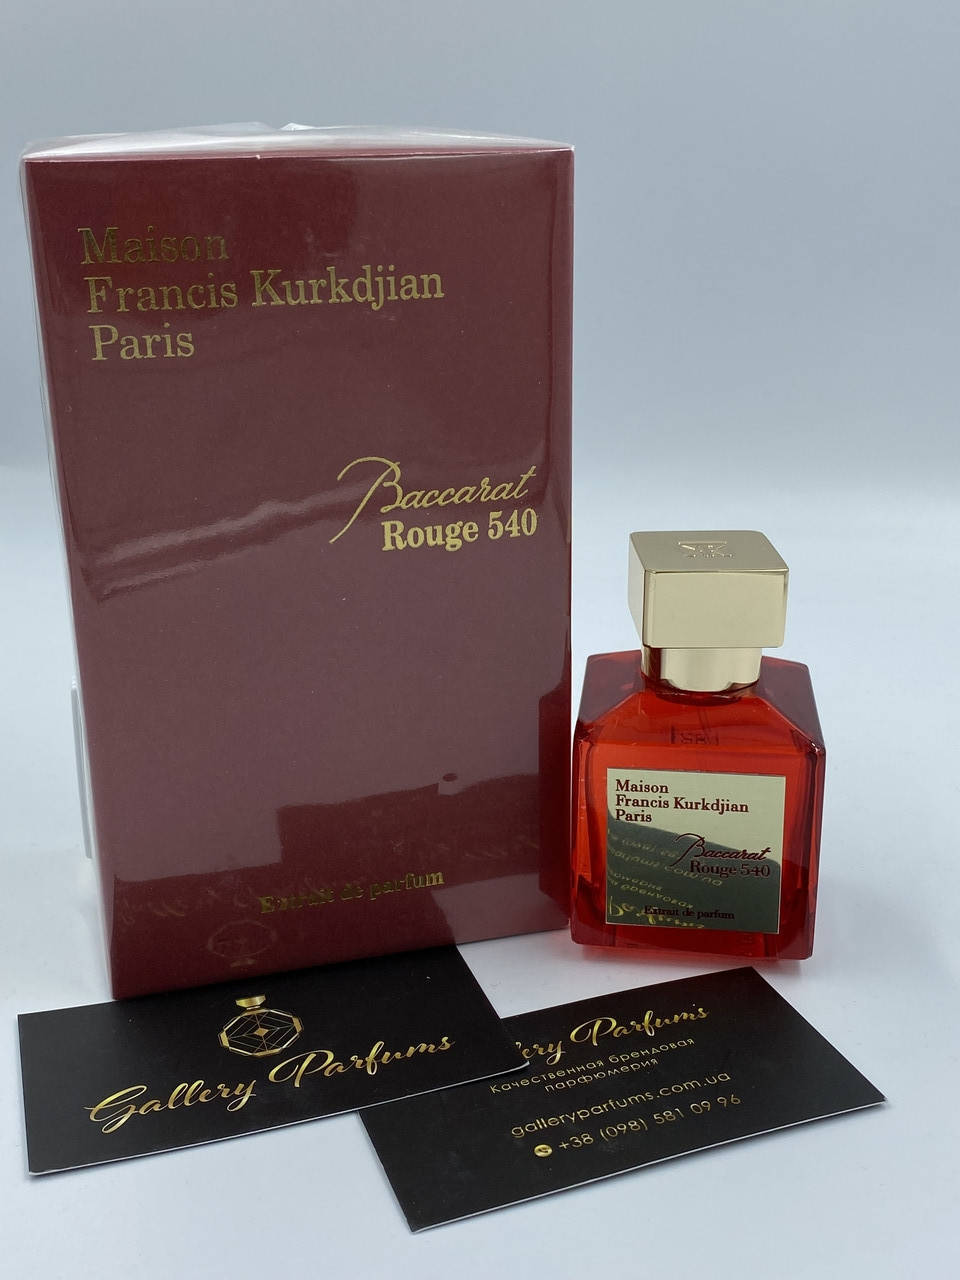 Maison
Francis Kurkdjian
Paris
Baccarat
Rouge 540
Extrait de parfum
Maison
Francis Kurkdjian
Paris
Baccarat
Rouge 540
Extrait de parfum
Gallery Parfums
Parfums
Качественная брендовая
парфюмерия
galleryparfums.com.ua
+38 (098) 581 09 96